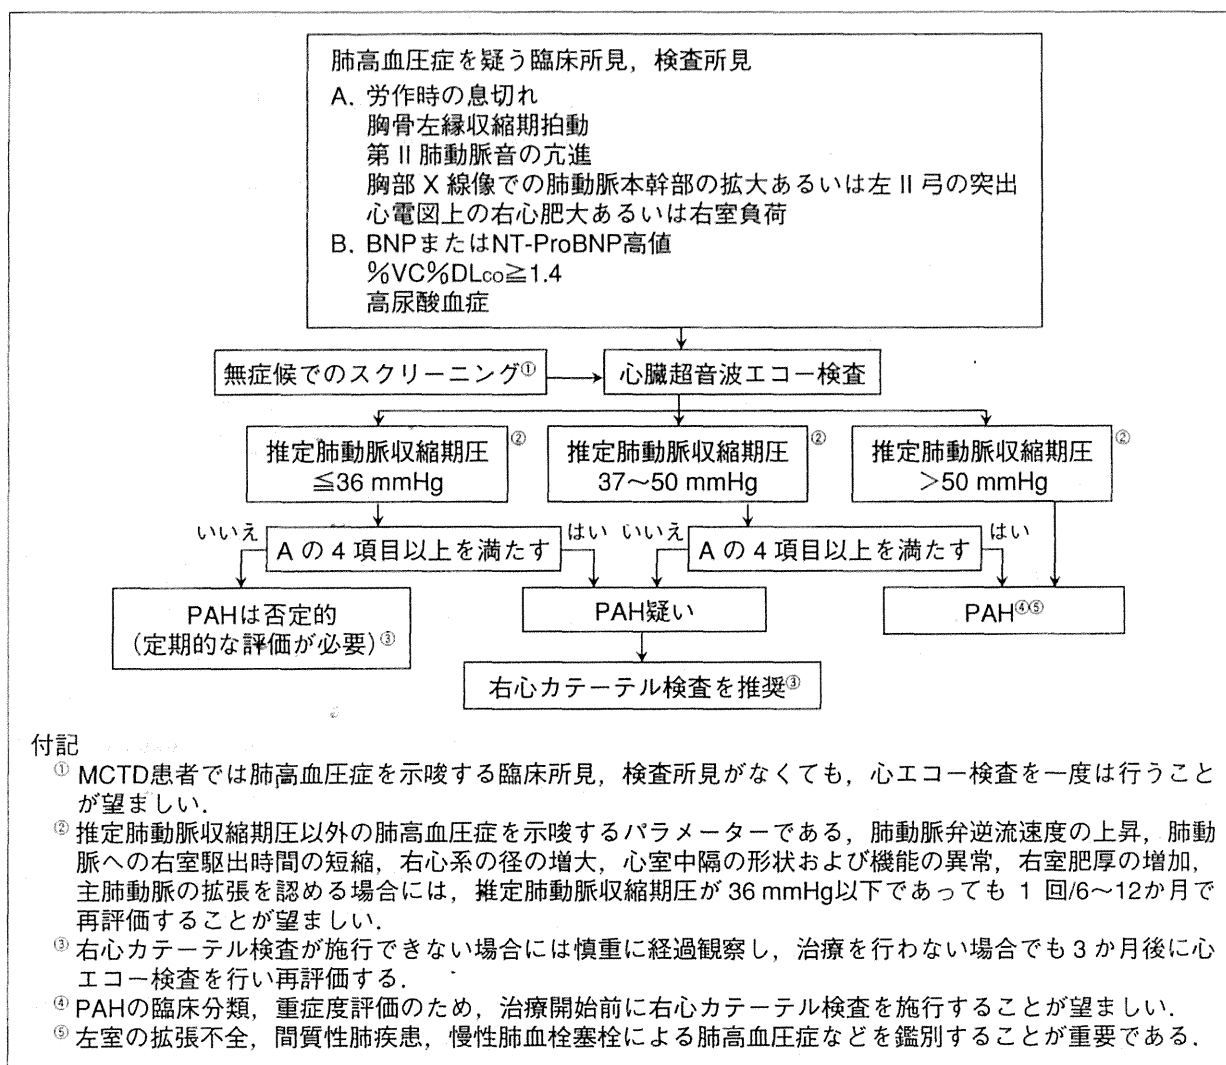 肺高血圧症を疑う臨床所見，検査所見
A. 労作時の息切れ
胸骨左縁収縮期拍動
第 II 肺動脈音の亢進
胸部 X 線像での肺動脈本幹部の拡大あるいは左 II 弓の突出
心電図上の右心肥大あるいは右室負荷
B. BNPまたはNT-ProBNP高値
%VC%DLco≧1.4
高尿酸血症
無症候でのスクリーニング①
心臓超音波エコー検査
推定肺動脈収縮期圧②
≦36 mmHg
推定肺動脈収縮期圧②
37〜50 mmHg
推定肺動脈収縮期圧②
＞50 mmHg
いいえ
A の 4 項目以上を満たす
はい
いいえ
A の 4 項目以上を満たす
はい
PAHは否定的
(定期的な評価が必要)③
PAH疑い
PAH④⑤
右心カテーテル検査を推奨③
付記
① MCTD患者では肺高血圧症を示唆する臨床所見，検査所見がなくても，心エコー検査を一度は行うこと
が望ましい．
② 推定肺動脈収縮期圧以外の肺高血圧症を示唆するパラメーターである，肺動脈弁逆流速度の上昇，肺動
脈への右室駆出時間の短縮，右心系の径の増大，心室中隔の形状および機能の異常，右室肥厚の増加，
主肺動脈の拡張を認める場合には，推定肺動脈収縮期圧が 36 mmHg以下であっても 1 回/6〜12か月で
再評価することが望ましい．
③ 右心カテーテル検査が施行できない場合には慎重に経過観察し，治療を行わない場合でも 3 か月後に心
エコー検査を行い再評価する．
④ PAHの臨床分類，重症度評価のため，治療開始前に右心カテーテル検査を施行することが望ましい．
⑤ 左室の拡張不全，間質性肺疾患，慢性肺血栓塞栓による肺高血圧症などを鑑別することが重要である．